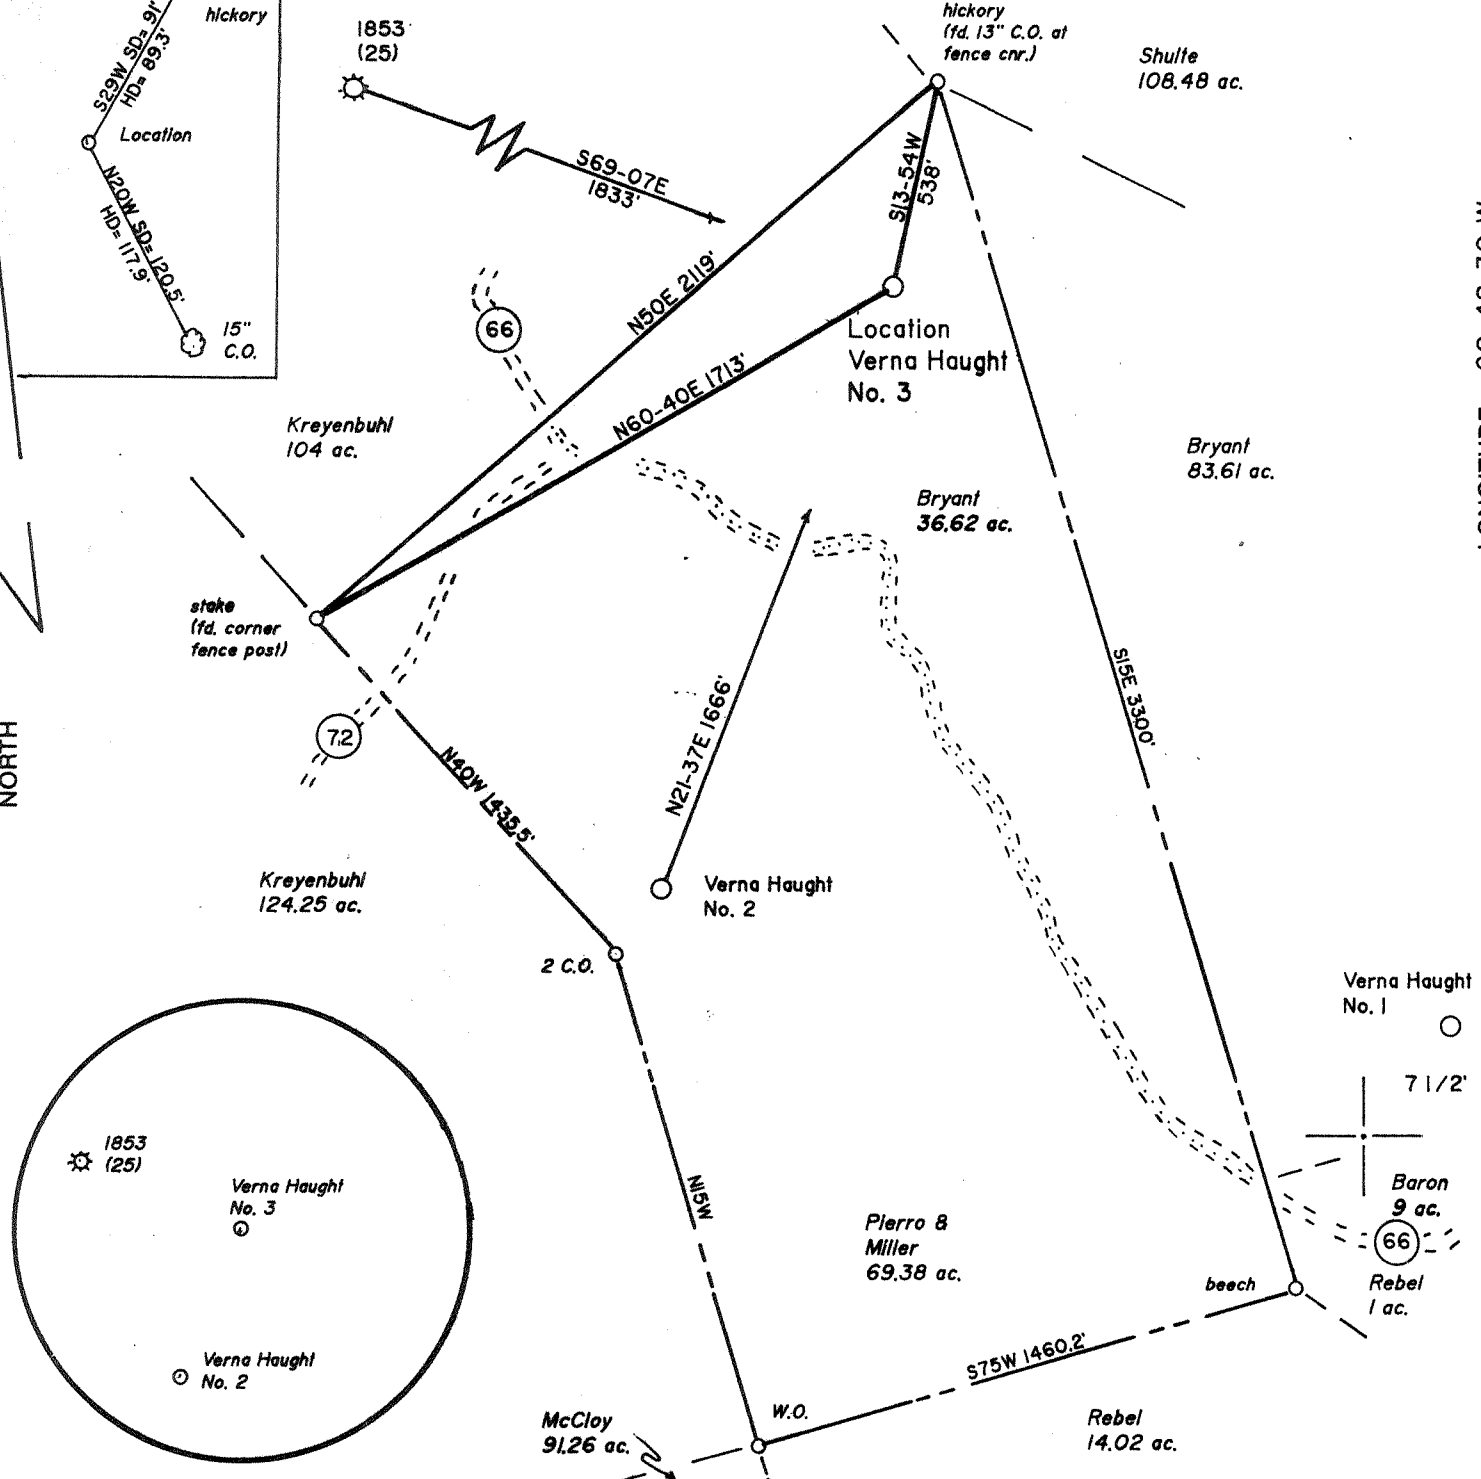 hickory
S29W SD= 91'
HD= 89.3'
Location
N20W SD= 120.5'
HD= 117.9'
15"
C.O.
1853
(25)
S69-07E
1833'
hickory
(fd. 13" C.O. at
fence cnr.)
Shulte
108.48 ac.
S13-54W
538'
N50E 2119'
66
Location
Verna Haught
No. 3
N60-40E 1713'
Kreyenbuhl
104 ac.
Bryant
83.61 ac.
Bryant
36.62 ac.
stake
(fd. corner
fence post)
S15E 3300'
72
N21-37E 1666'
N40W 1435.5'
NORTH
Kreyenbuhl
124.25 ac.
Verna Haught
No. 2
2 C.O.
Verna Haught
No. 1
7 1/2'
1853
(25)
Verna Haught
No. 3
N15W
Baron
9 ac.
Pierro &
Miller
69.38 ac.
66
beech
Rebel
1 ac.
Verna Haught
No. 2
S75W 1460.2'
McCloy
91.26 ac.
W.O.
Rebel
14.02 ac.